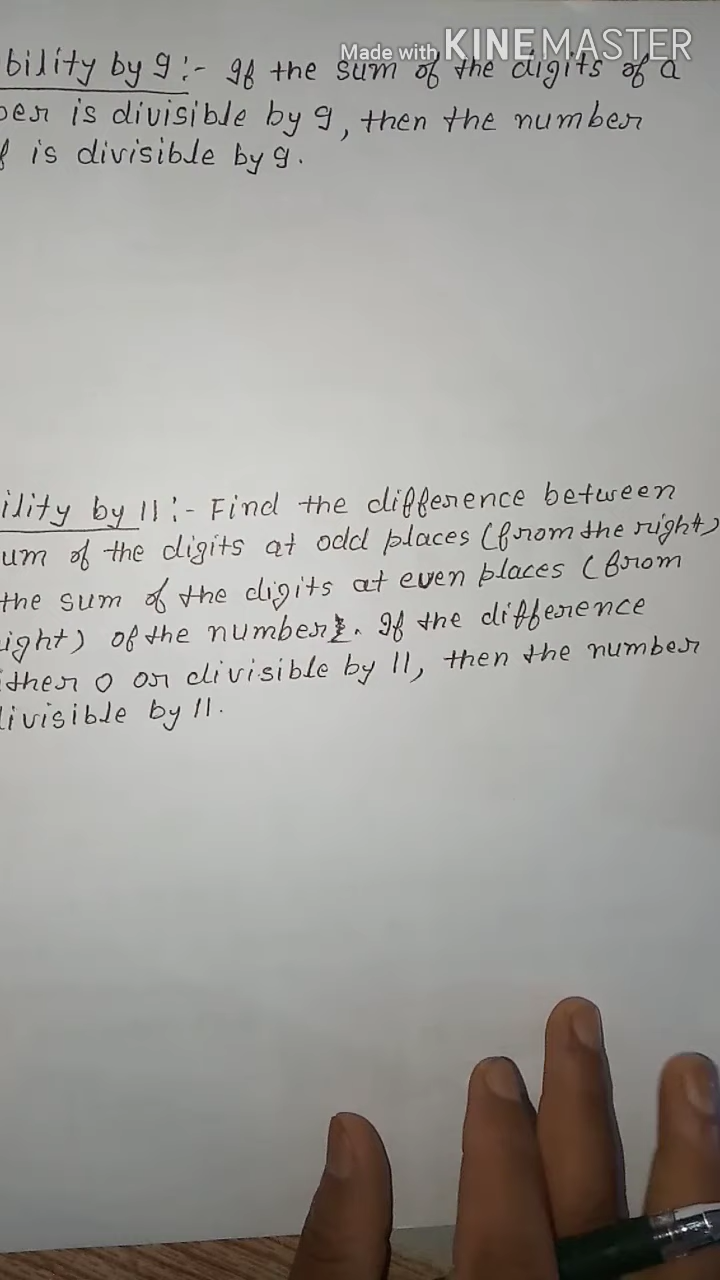 Made with KINEMASTER
bility by 9 :- If the sum of the digits of a
ber is divisible by 9, then the number
f is divisible by 9.
ility by 11 :- Find the difference between
um of the digits at odd places (from the right)
the sum of the digits at even places (from
ight) of the number. If the difference
ither 0 or divisible by 11, then the number
divisible by 11.